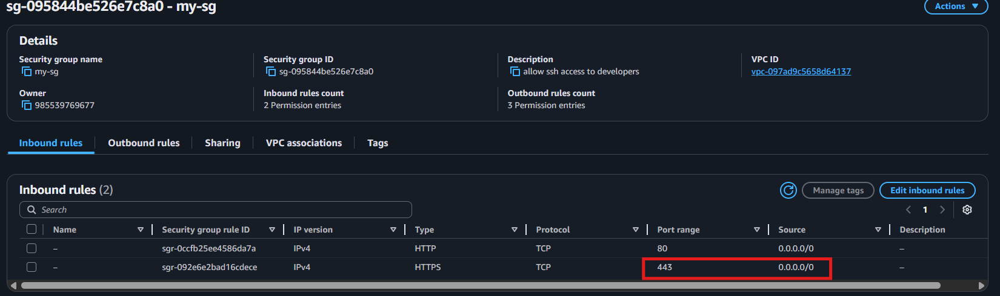 sg-095844be526e7c8a0 - my-sg
Actions
Details
Security group name
my-sg
Security group ID
sg-095844be526e7c8a0
Description
allow ssh access to developers
VPC ID
vpc-097ad9c5658d64137
Owner
985539769677
Inbound rules count
2 Permission entries
Outbound rules count
3 Permission entries
Inbound rules Outbound rules Sharing VPC associations Tags
Inbound rules (2)
Manage tags
Edit inbound rules
Search
1
Name Security group rule ID IP version Type Protocol Port range Source Description
– sgr-0ccfb25ee4586da7a IPv4 HTTP TCP 80 0.0.0.0/0 –
– sgr-092e6e2bad16cdece IPv4 HTTPS TCP 443 0.0.0.0/0 –